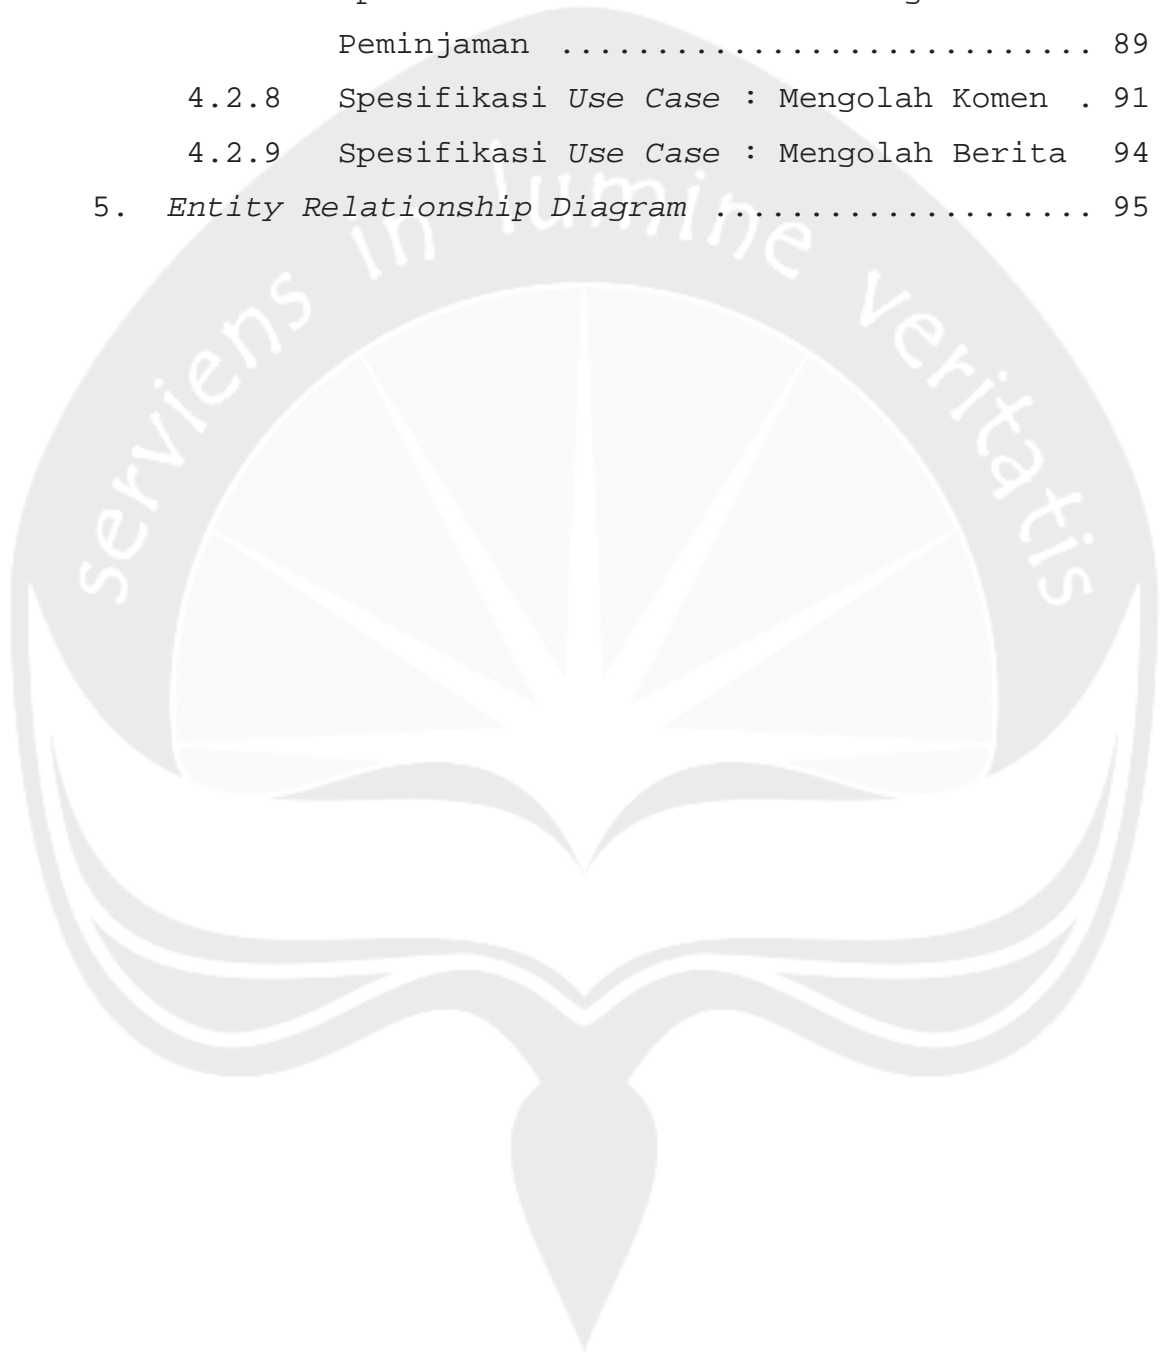 Peminjaman ............................ 89
4.2.8 Spesifikasi Use Case : Mengolah Komen . 91
4.2.9 Spesifikasi Use Case : Mengolah Berita 94
5. Entity Relationship Diagram .................... 95
serviens in lumine veritatis